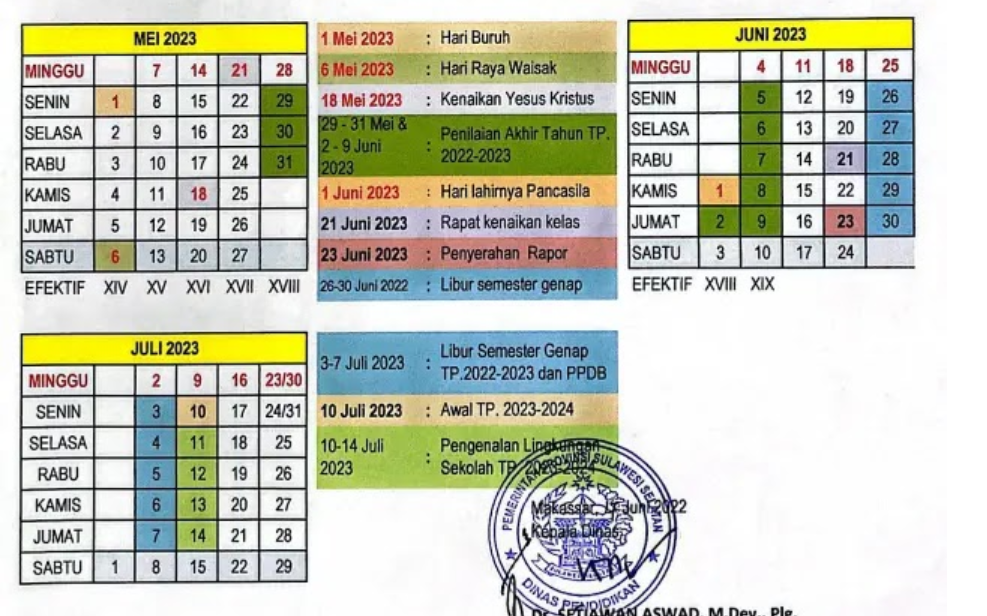 MEI 2023
MINGGU 7 14 21 28
SENIN 1 8 15 22 29
SELASA 2 9 16 23 30
RABU 3 10 17 24 31
KAMIS 4 11 18 25
JUMAT 5 12 19 26
SABTU 6 13 20 27
EFEKTIF XIV XV XVI XVII XVIII
1 Mei 2023 : Hari Buruh
6 Mei 2023 : Hari Raya Waisak
18 Mei 2023 : Kenaikan Yesus Kristus
29 - 31 Mei &
2 - 9 Juni
2023
: Penilaian Akhir Tahun TP.
2022-2023
1 Juni 2023 : Hari lahirnya Pancasila
21 Juni 2023 : Rapat kenaikan kelas
23 Juni 2023 : Penyerahan Rapor
26-30 Juni 2022 : Libur semester genap
JUNI 2023
MINGGU 4 11 18 25
SENIN 5 12 19 26
SELASA 6 13 20 27
RABU 7 14 21 28
KAMIS 1 8 15 22 29
JUMAT 2 9 16 23 30
SABTU 3 10 17 24
EFEKTIF XVIII XIX
JULI 2023
MINGGU 2 9 16 23/30
SENIN 3 10 17 24/31
SELASA 4 11 18 25
RABU 5 12 19 26
KAMIS 6 13 20 27
JUMAT 7 14 21 28
SABTU 1 8 15 22 29
3-7 Juli 2023 : Libur Semester Genap
TP.2022-2023 dan PPDB
10 Juli 2023 : Awal TP. 2023-2024
10-14 Juli
2023
: Pengenalan Lingkungan
Sekolah TP. 2023-2024
PEMERINTAH PROVINSI SULAWESI SELATAN
Makassar, Juni 2022
Kepala Dinas
DINAS PENDIDIKAN
Dr. SETIAWAN ASWAD, M.Dev., Plg.